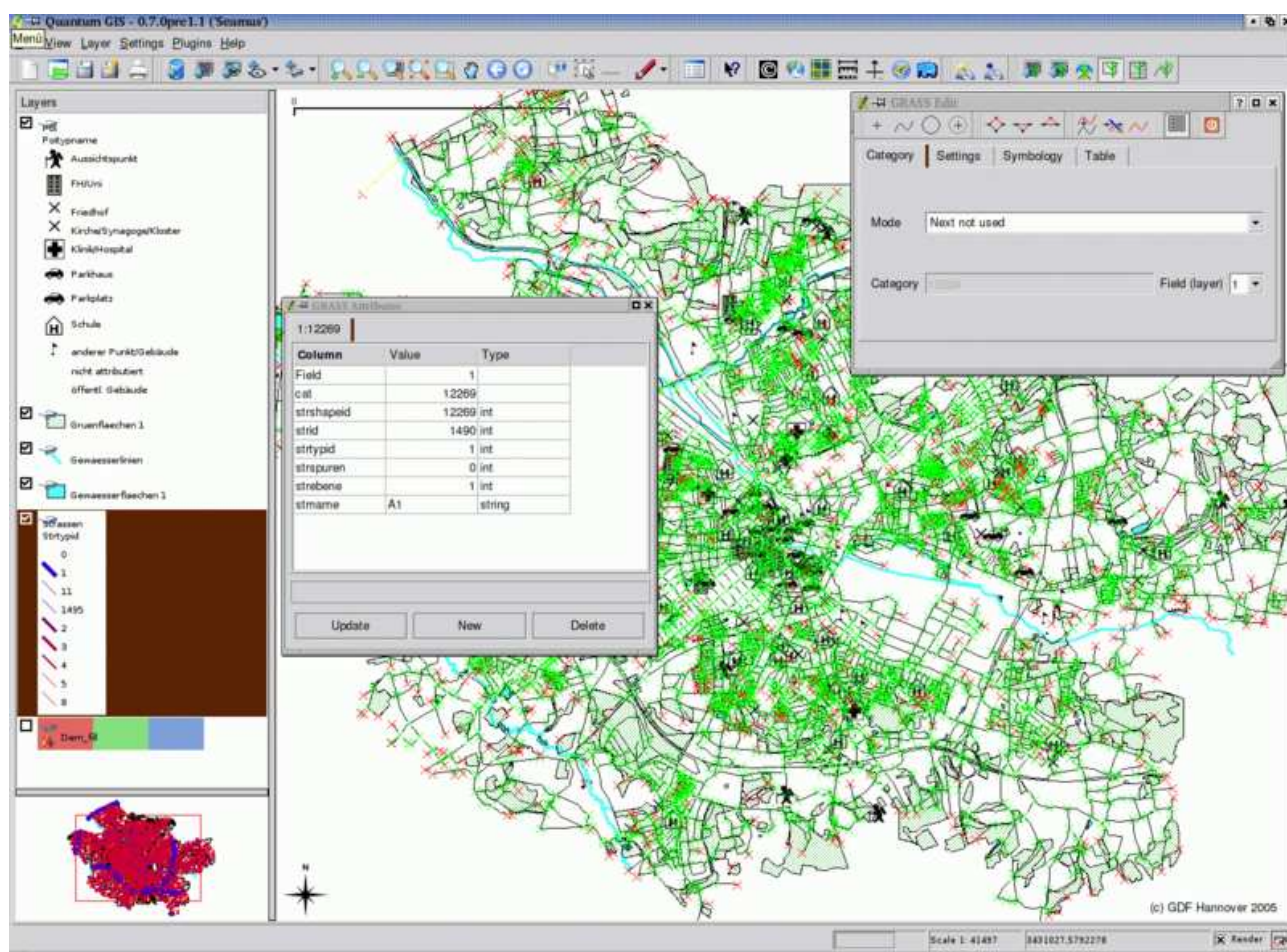 Quantum GIS - 0.7.0pre1.1 ('Seamus')
Menü View Layer Settings Plugins Help
Layers
Poitypname
Aussichtspunkt
FH/Uni
Friedhof
Kirche/Synagoge/Kloster
Klinik/Hospital
Parkhaus
Parkplatz
Schule
anderer Punkt/Gebäude
nicht attributiert
öffentl. Gebäude
Gruenflaechen 1
Gewaesserlinien
Gewaesserflaechen 1
Strassen
Strtypid
0
1
11
1495
2
3
4
5
8
0
GRASS Edit
Category Settings Symbology Table
Mode Next not used
Category Field (layer) 1
GRASS Attributes
1:12269
Column Value Type
Field 1
cat 12269
strshapeid 12269 int
strid 1490 int
strtypid 1 int
strspuren 0 int
strebene 1 int
strname A1 string
Update New Delete
N
(c) GDF Hannover 2005
Scale 1: 41497 3431027,5792278 Render